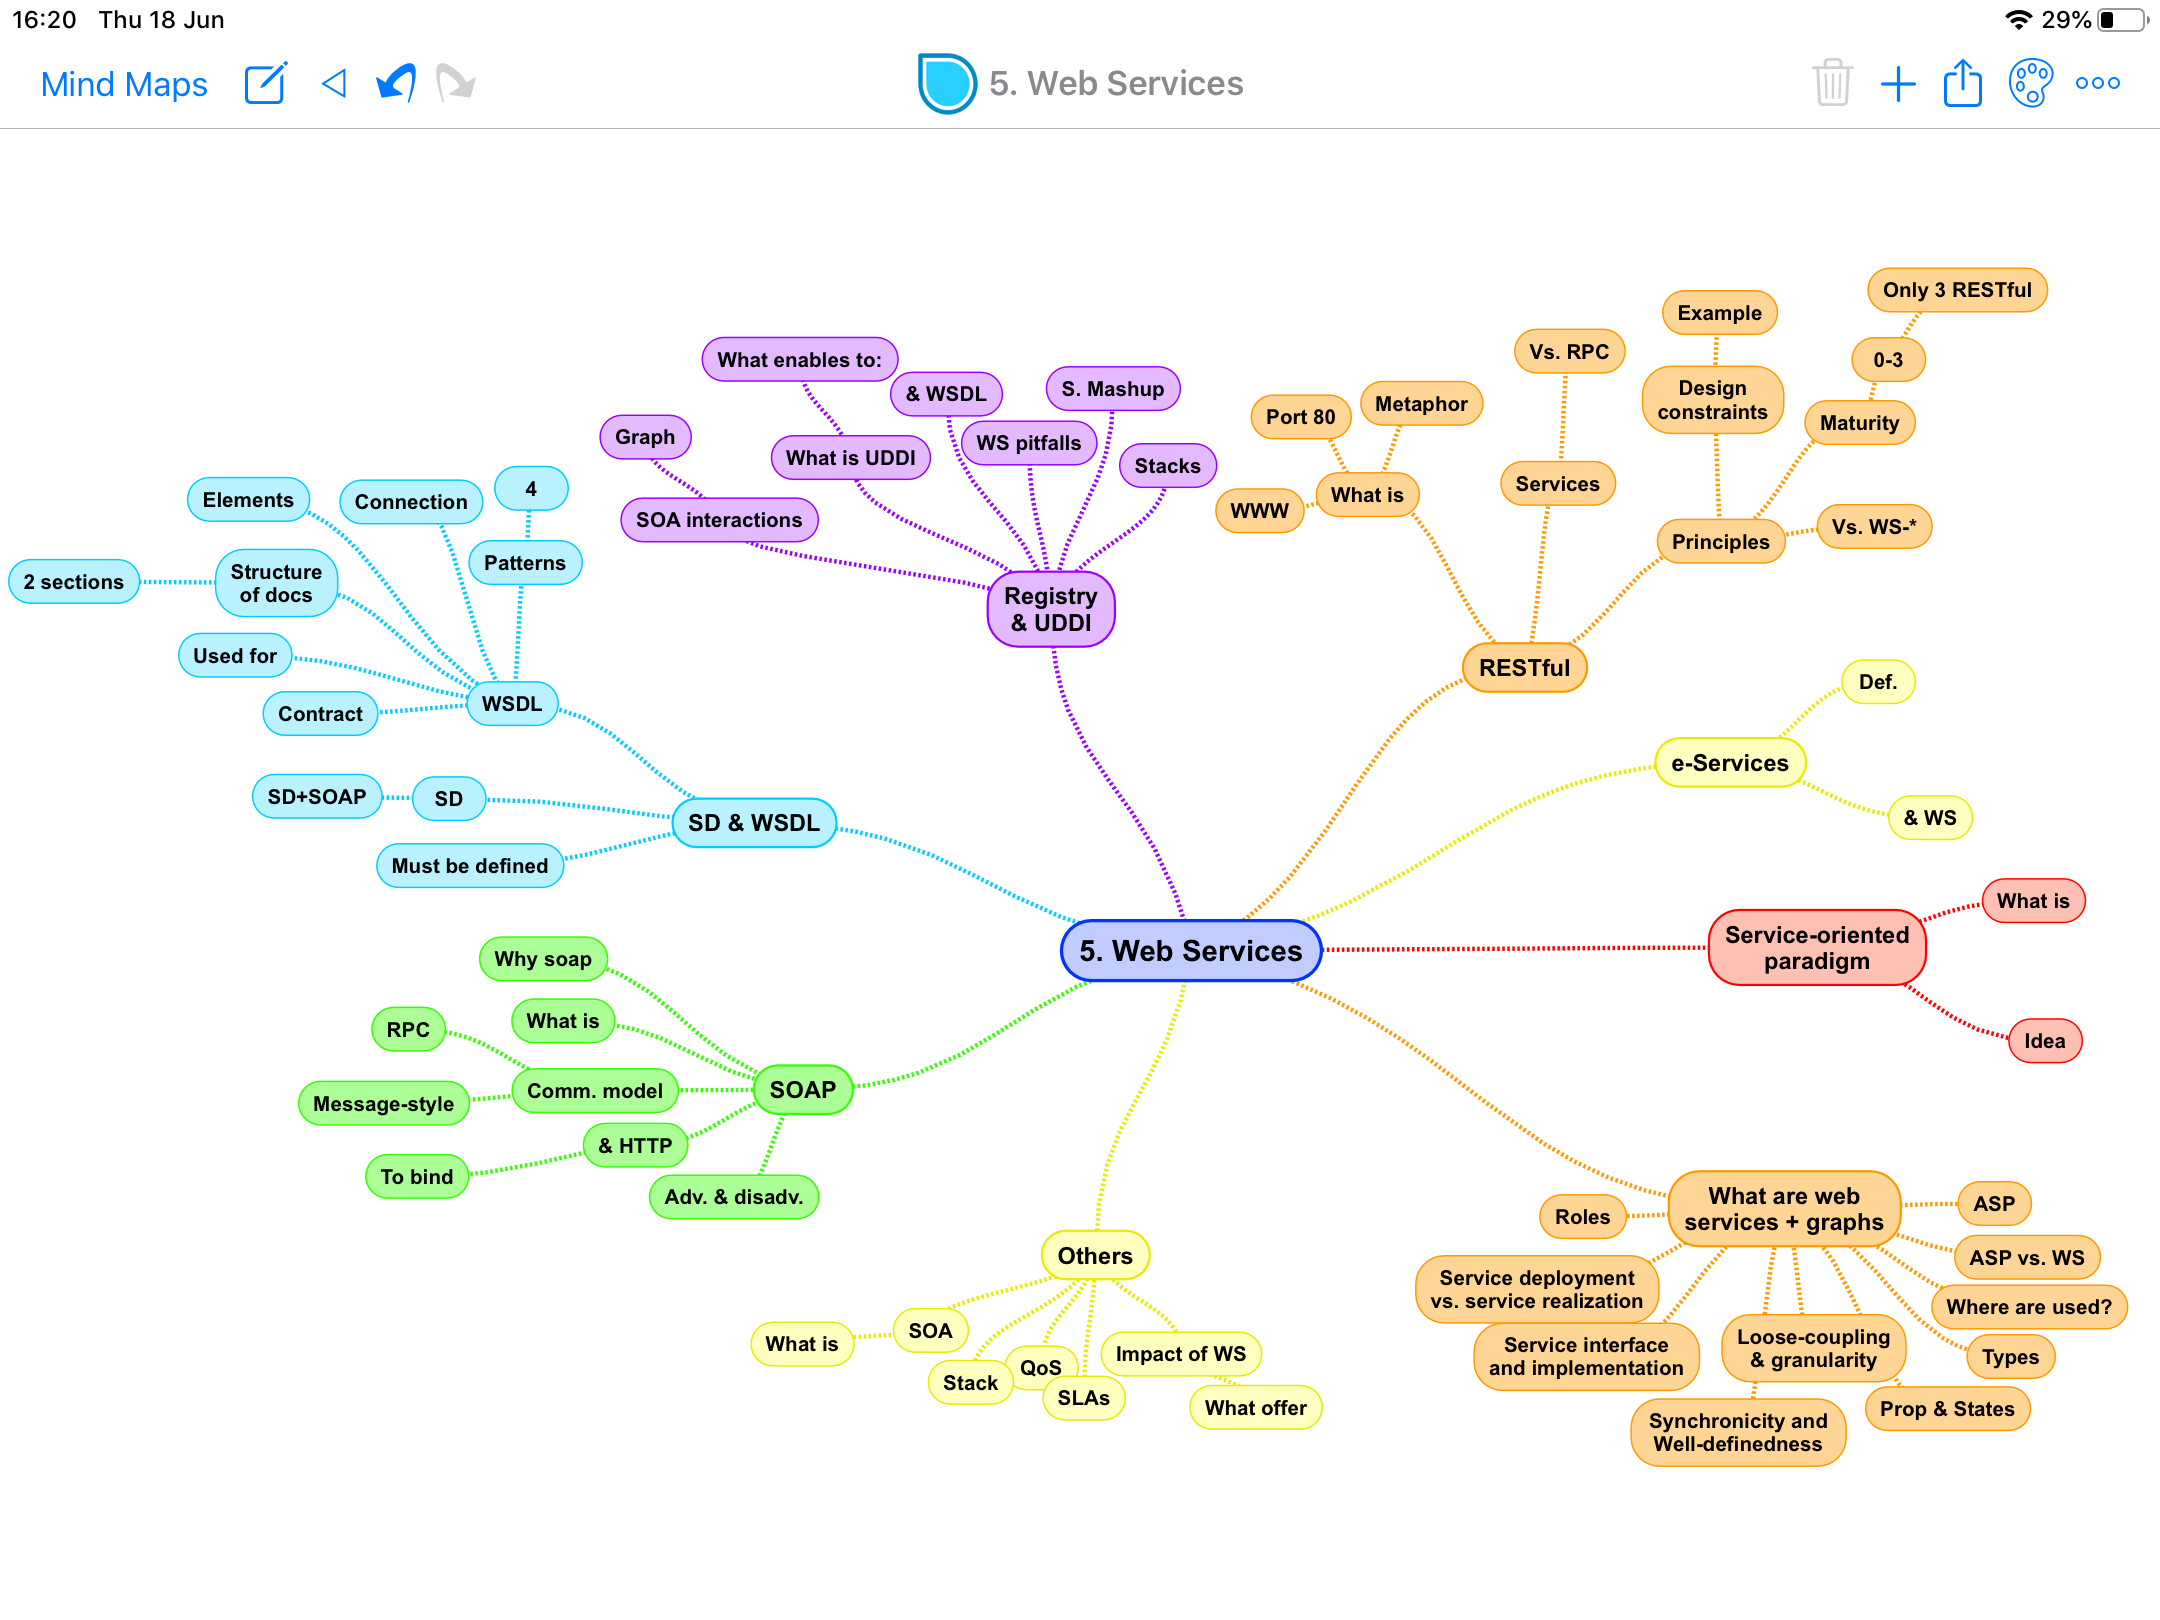 16:20 Thu 18 Jun
29%
Mind Maps
5. Web Services
Only 3 RESTful
Example
0-3
Vs. RPC
What enables to:
Design
constraints
& WSDL
S. Mashup
Metaphor
Port 80
Maturity
Graph
WS pitfalls
What is UDDI
Stacks
Services
4
What is
Elements
Connection
WWW
SOA interactions
Vs. WS-*
Principles
Patterns
2 sections
Structure
of docs
Registry
& UDDI
Used for
RESTful
Def.
WSDL
Contract
e-Services
SD+SOAP
SD
& WS
SD & WSDL
Must be defined
What is
Service-oriented
paradigm
5. Web Services
Why soap
What is
RPC
Idea
Comm. model
SOAP
Message-style
& HTTP
To bind
Adv. & disadv.
What are web
services + graphs
ASP
Roles
Others
ASP vs. WS
Service deployment
vs. service realization
Where are used?
SOA
What is
Service interface
and implementation
Loose-coupling
& granularity
Impact of WS
Types
QoS
Stack
SLAs
What offer
Prop & States
Synchronicity and
Well-definedness